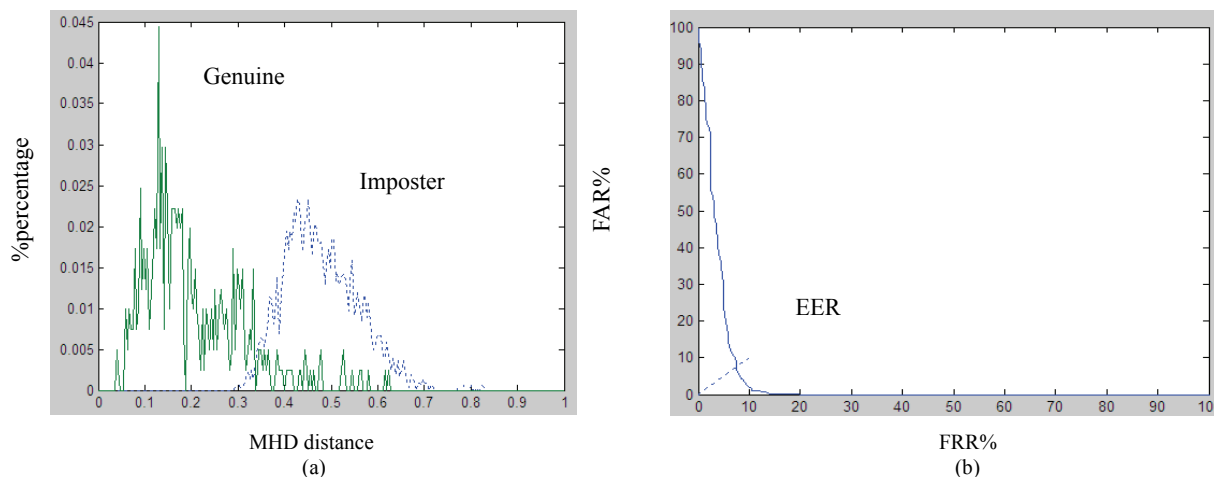 0.045
0.04
0.035
0.03
0.025
0.02
0.015
0.01
0.005
0
0 0.1 0.2 0.3 0.4 0.5 0.6 0.7 0.8 0.9 1
%percentage
Genuine
Imposter
MHD distance
(a)
100
90
80
70
60
50
40
30
20
10
0
0 10 20 30 40 50 60 70 80 90 10
FAR%
EER
FRR%
(b)